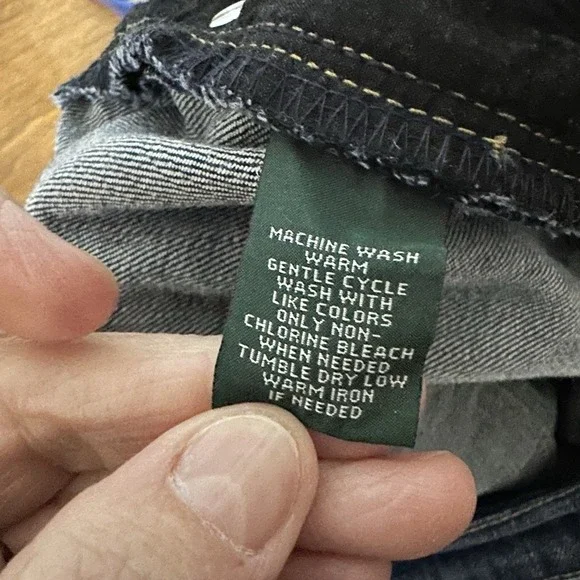 MACHINE WASH
WARM
GENTLE CYCLE
WASH WITH
LIKE COLORS
ONLY NON-
CHLORINE BLEACH
WHEN NEEDED
TUMBLE DRY LOW
WARM IRON
IF NEEDED